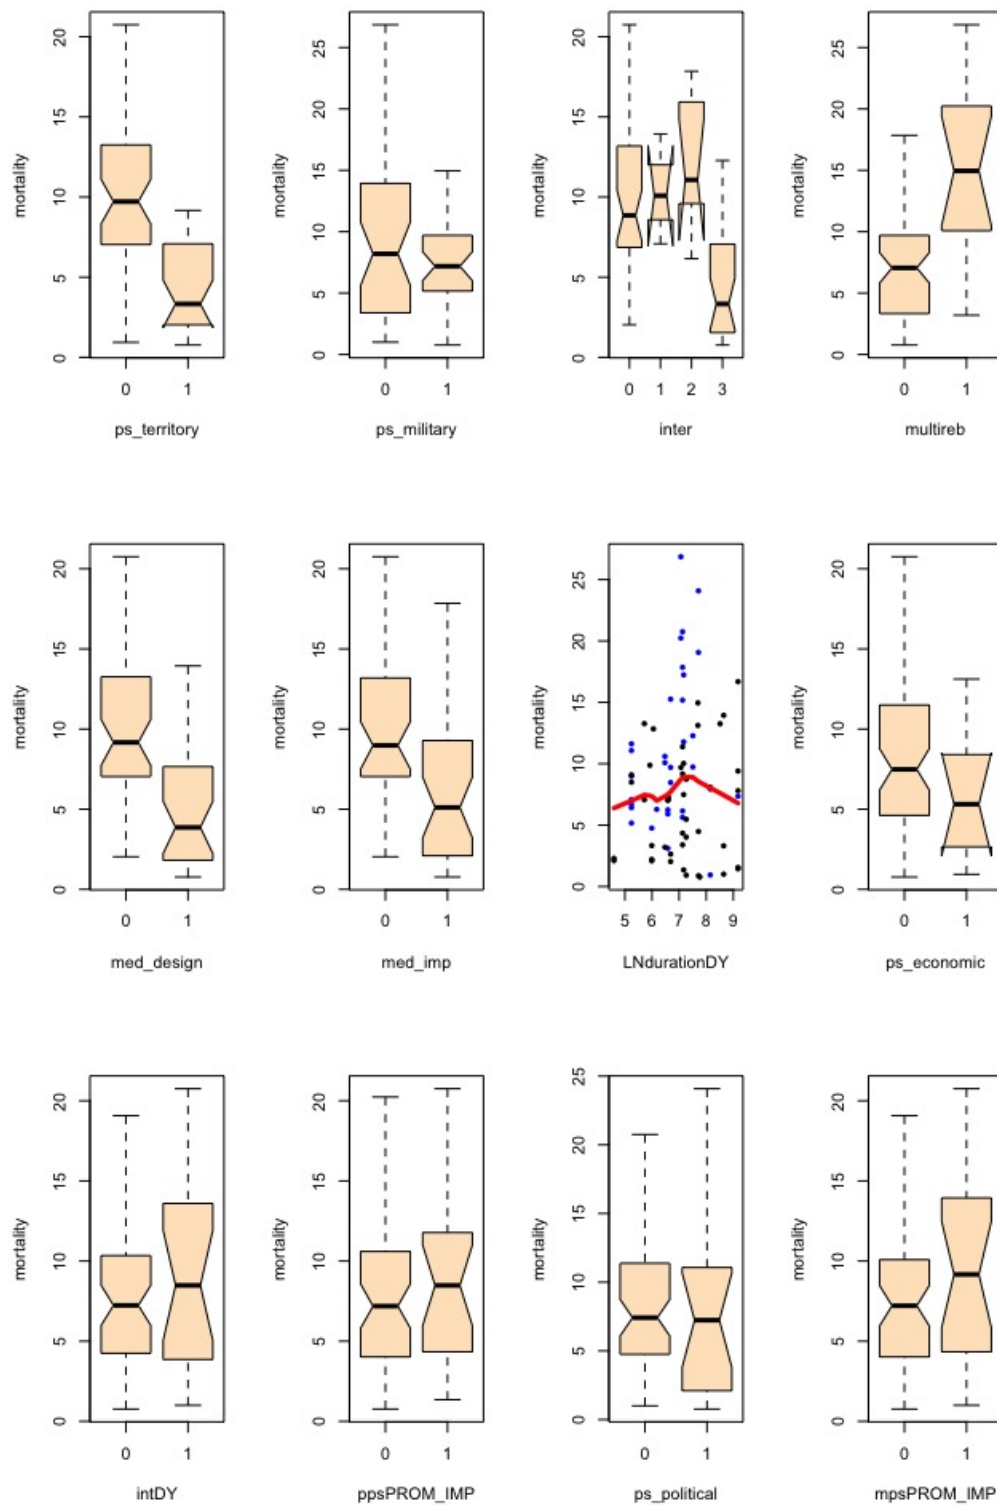 mortality
0 5 10 15 20
0 1
ps_territory
mortality
0 5 10 15 20 25
0 1
ps_military
mortality
0 5 10 15 20
0 1 2 3
inter
mortality
0 5 10 15 20 25
0 1
multireb
mortality
0 5 10 15 20
0 1
med_design
mortality
0 5 10 15 20
0 1
med_imp
mortality
0 5 10 15 20 25
5 6 7 8 9
LNdurationDY
mortality
0 5 10 15 20
0 1
ps_economic
mortality
0 5 10 15 20
0 1
intDY
mortality
0 5 10 15 20
0 1
ppsPROM_IMP
mortality
0 5 10 15 20 25
0 1
ps_political
mortality
0 5 10 15 20
0 1
mpsPROM_IMP